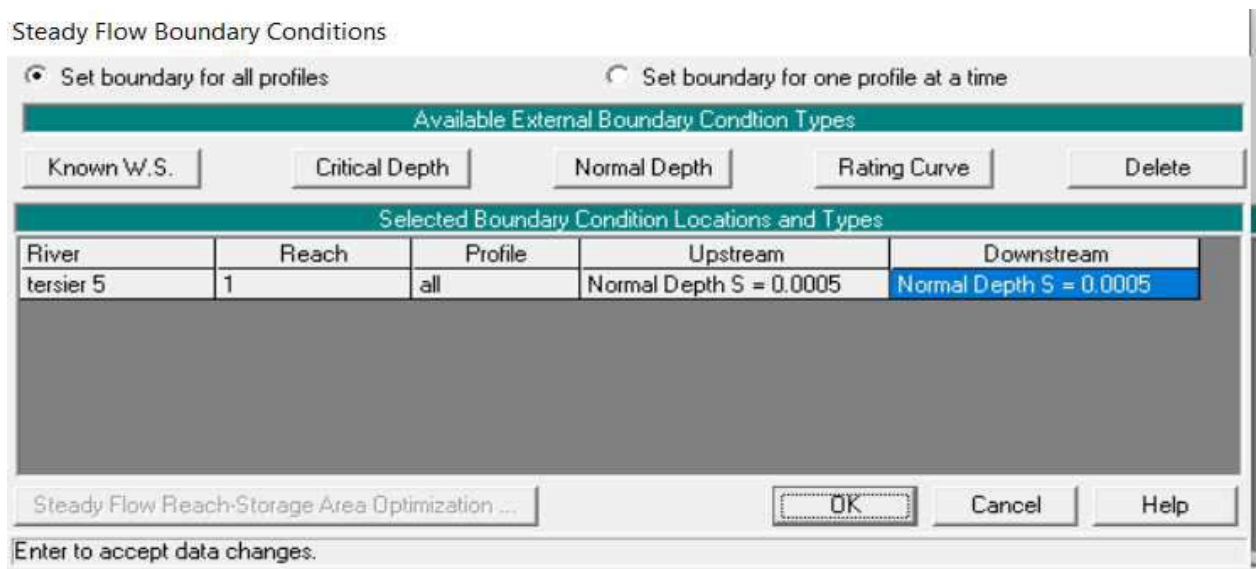 Steady Flow Boundary Conditions
Set boundary for all profiles Set boundary for one profile at a time
Available External Boundary Condtion Types
Known W.S. Critical Depth Normal Depth Rating Curve Delete
Selected Boundary Condition Locations and Types
River Reach Profile Upstream Downstream
tersier 5 1 all Normal Depth S = 0.0005 Normal Depth S = 0.0005
Steady Flow Reach-Storage Area Optimization ... OK Cancel Help
Enter to accept data changes.